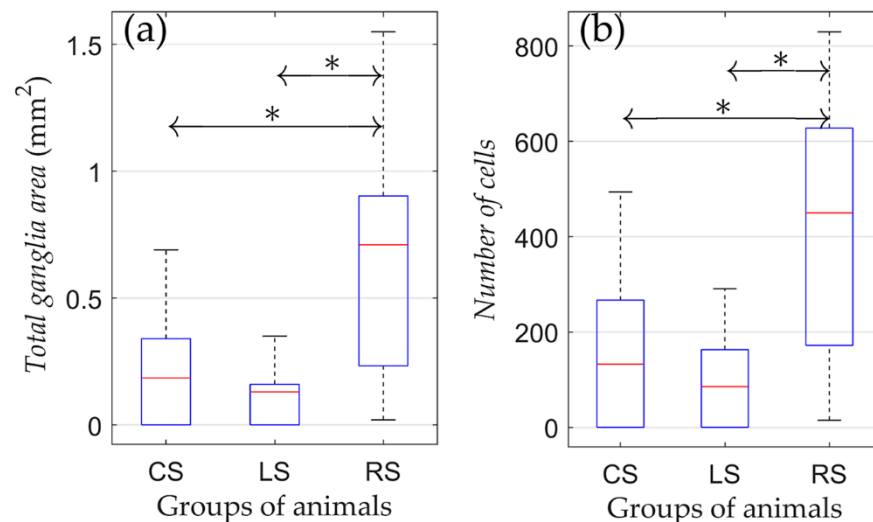 (a)
Total ganglia area (mm²)
1.5
1
0.5
0
*
*
CS LS RS
Groups of animals
(b)
Number of cells
800
600
400
200
0
*
*
CS LS RS
Groups of animals